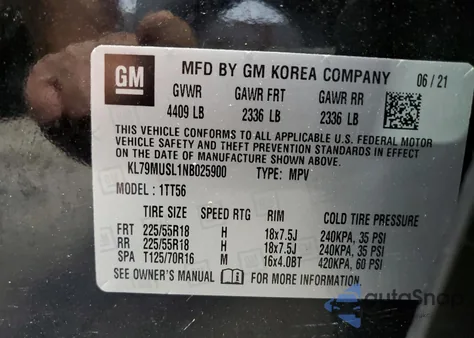 GM MFD BY GM KOREA COMPANY 06/21
GVWR GAWR FRT GAWR RR
4409 LB 2336 LB 2336 LB
THIS VEHICLE CONFORMS TO ALL APPLICABLE U.S. FEDERAL MOTOR
VEHICLE SAFETY AND THEFT PREVENTION STANDARDS IN EFFECT ON
THE DATE OF MANUFACTURE SHOWN ABOVE.
KL79MUSL1NB025900 TYPE: MPV
MODEL: 1TT56
TIRE SIZE SPEED RTG RIM COLD TIRE PRESSURE
FRT 225/55R18 H 18x7.5J 240KPA, 35 PSI
RR 225/55R18 H 18x7.5J 240KPA, 35 PSI
SPA T125/70R16 M 16x4.0BT 420KPA, 60 PSI
SEE OWNER'S MANUAL FOR MORE INFORMATION.
autoSnap